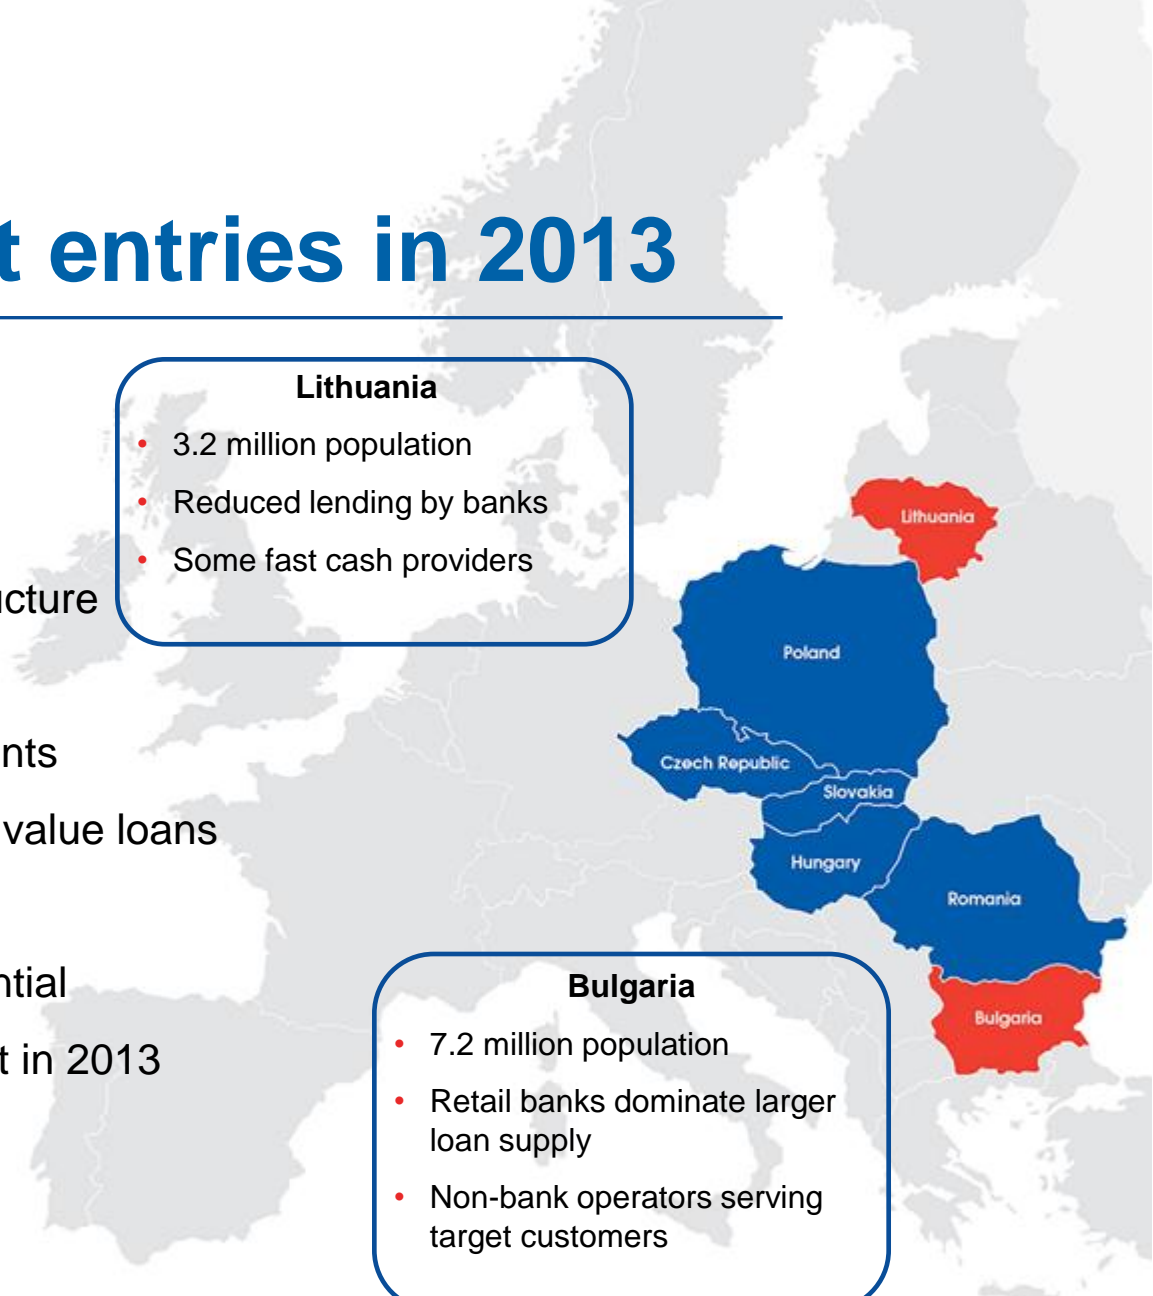 t entries in 2013
Lithuania
• 3.2 million population
• Reduced lending by banks
• Some fast cash providers
ucture
nts
value loans
ntial
t in 2013
Bulgaria
• 7.2 million population
• Retail banks dominate larger
loan supply
• Non-bank operators serving
target customers
Lithuania
Poland
Czech Republic
Slovakia
Hungary
Romania
Bulgaria